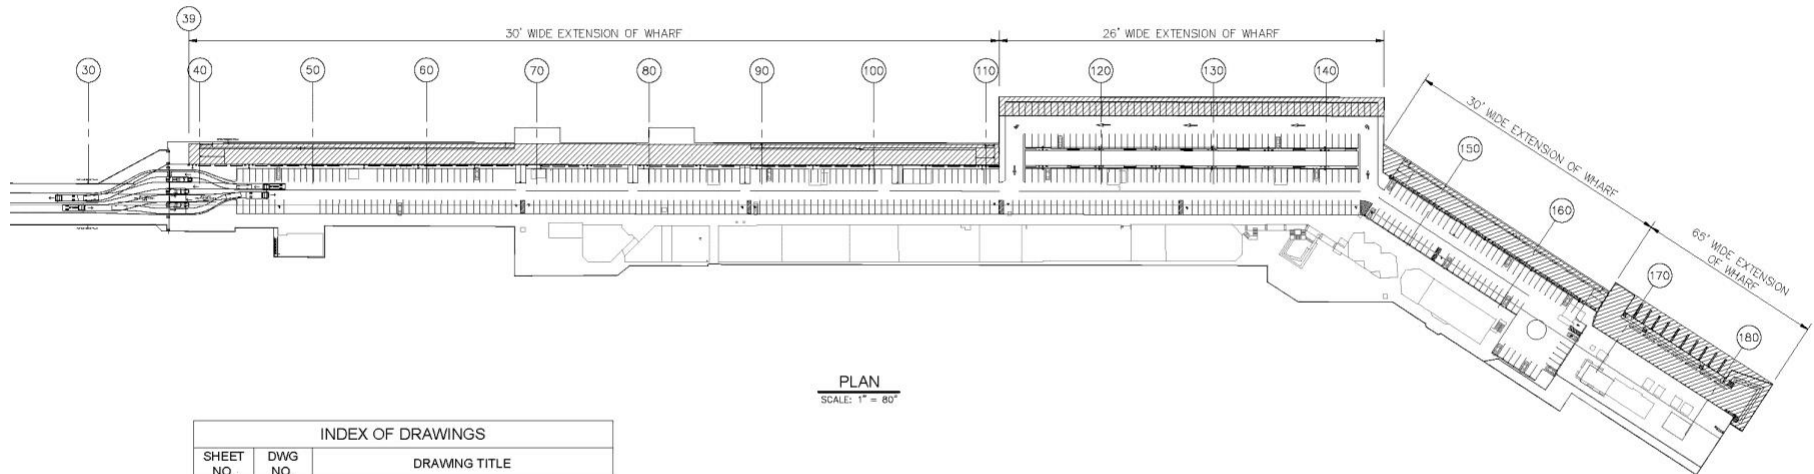 39
30' WIDE EXTENSION OF WHARF
26' WIDE EXTENSION OF WHARF
30
40
50
60
70
80
90
100
110
120
130
140
30' WIDE EXTENSION OF WHARF
150
160
65' WIDE EXTENSION
OF WHARF
170
180
PLAN
SCALE: 1" = 80"
INDEX OF DRAWINGS
SHEET
NO.
DWG
NO.
DRAWING TITLE